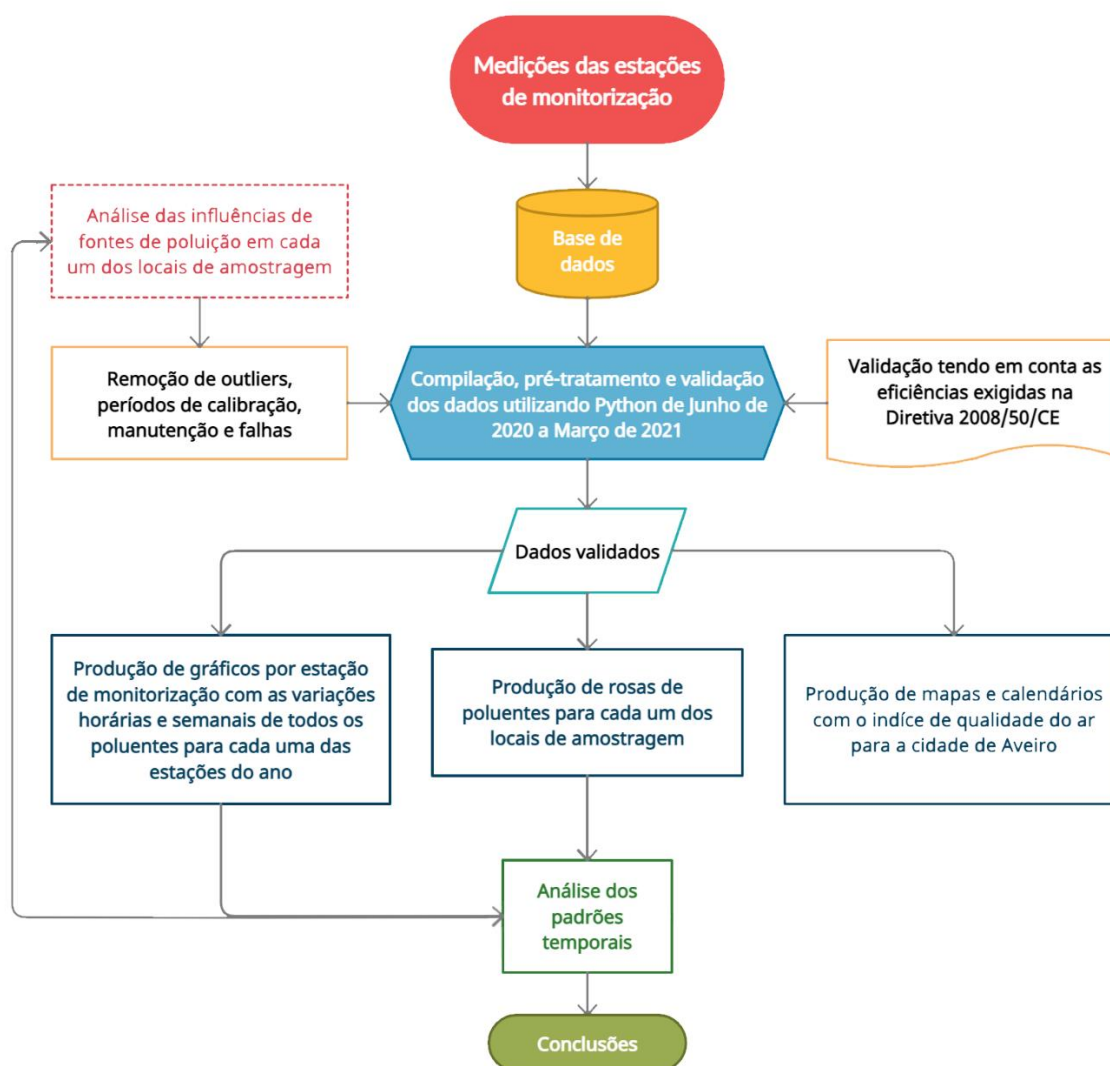 Medições das estações
de monitorização
Base de
dados
Análise das influências de
fontes de poluição em cada
um dos locais de amostragem
Remoção de outliers,
períodos de calibração,
manutenção e falhas
Compilação, pré-tratamento e validação
dos dados utilizando Python de Junho de
2020 a Março de 2021
Validação tendo em conta as
eficiências exigidas na
Diretiva 2008/50/CE
Dados validados
Produção de gráficos por estação
de monitorização com as variações
horárias e semanais de todos os
poluentes para cada uma das
estações do ano
Produção de rosas de
poluentes para cada um dos
locais de amostragem
Produção de mapas e calendários
com o indíce de qualidade do ar
para a cidade de Aveiro
Análise dos
padrões
temporais
Conclusões